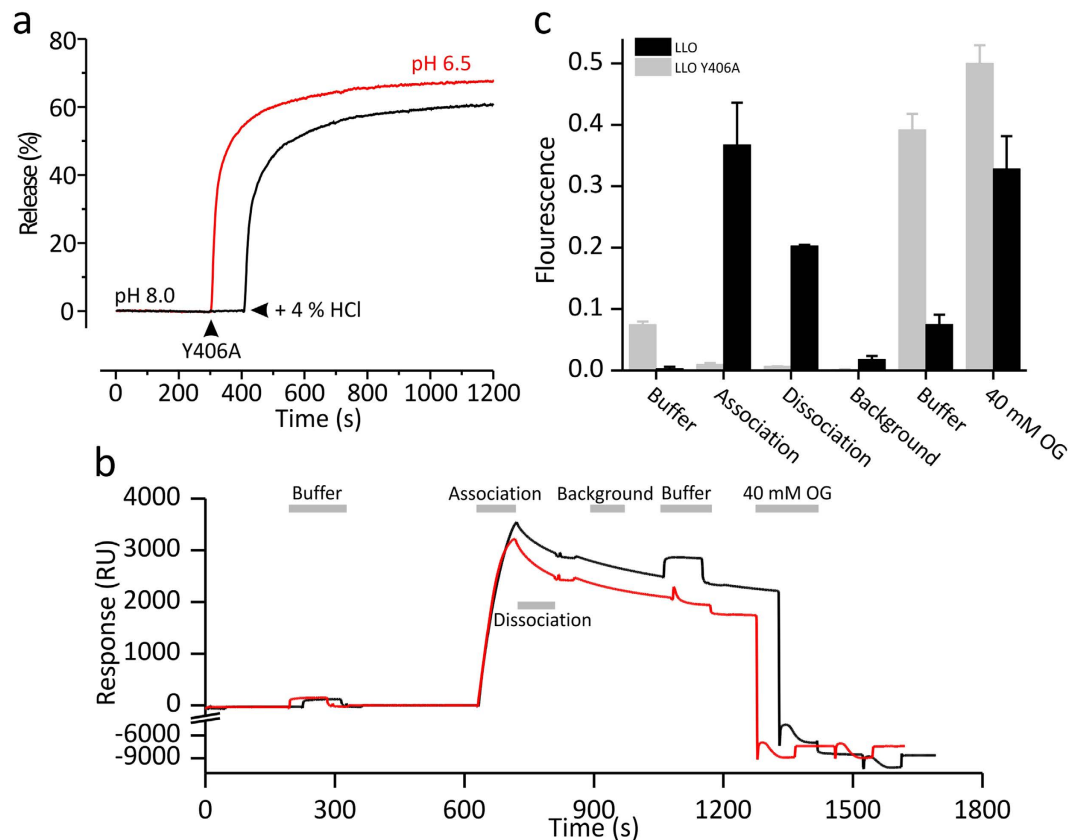 a
80
60
40
20
0
Release (%)
pH 6.5
pH 8.0
+ 4 % HCl
Y406A
0 200 400 600 800 1000 1200
Time (s)
c
LLO
LLO Y406A
0.5
0.4
0.3
0.2
0.1
0.0
Flourescence
Buffer
Association
Dissociation
Background
Buffer
40 mM OG
b
Buffer
Association
Background
Buffer
40 mM OG
Dissociation
4000
3000
2000
1000
0
-6000
-9000
Response (RU)
0 300 600 900 1200 1500 1800
Time (s)